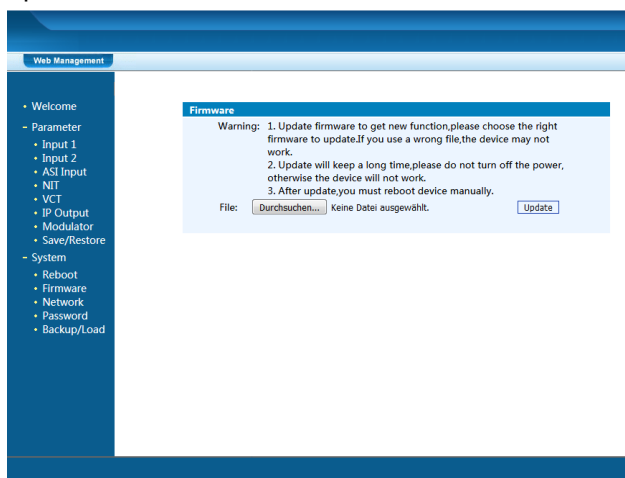 Web Management
Welcome
Parameter
Input 1
Input 2
ASI Input
NIT
VCT
IP Output
Modulator
Save/Restore
System
Reboot
Firmware
Network
Password
Backup/Load
Firmware
Warning: 1. Update firmware to get new function,please choose the right
firmware to update.If you use a wrong file,the device may not
work.
2. Update will keep a long time,please do not turn off the power,
otherwise the device will not work.
3. After update,you must reboot device manually.
File: Durchsuchen... Keine Datei ausgewählt. Update